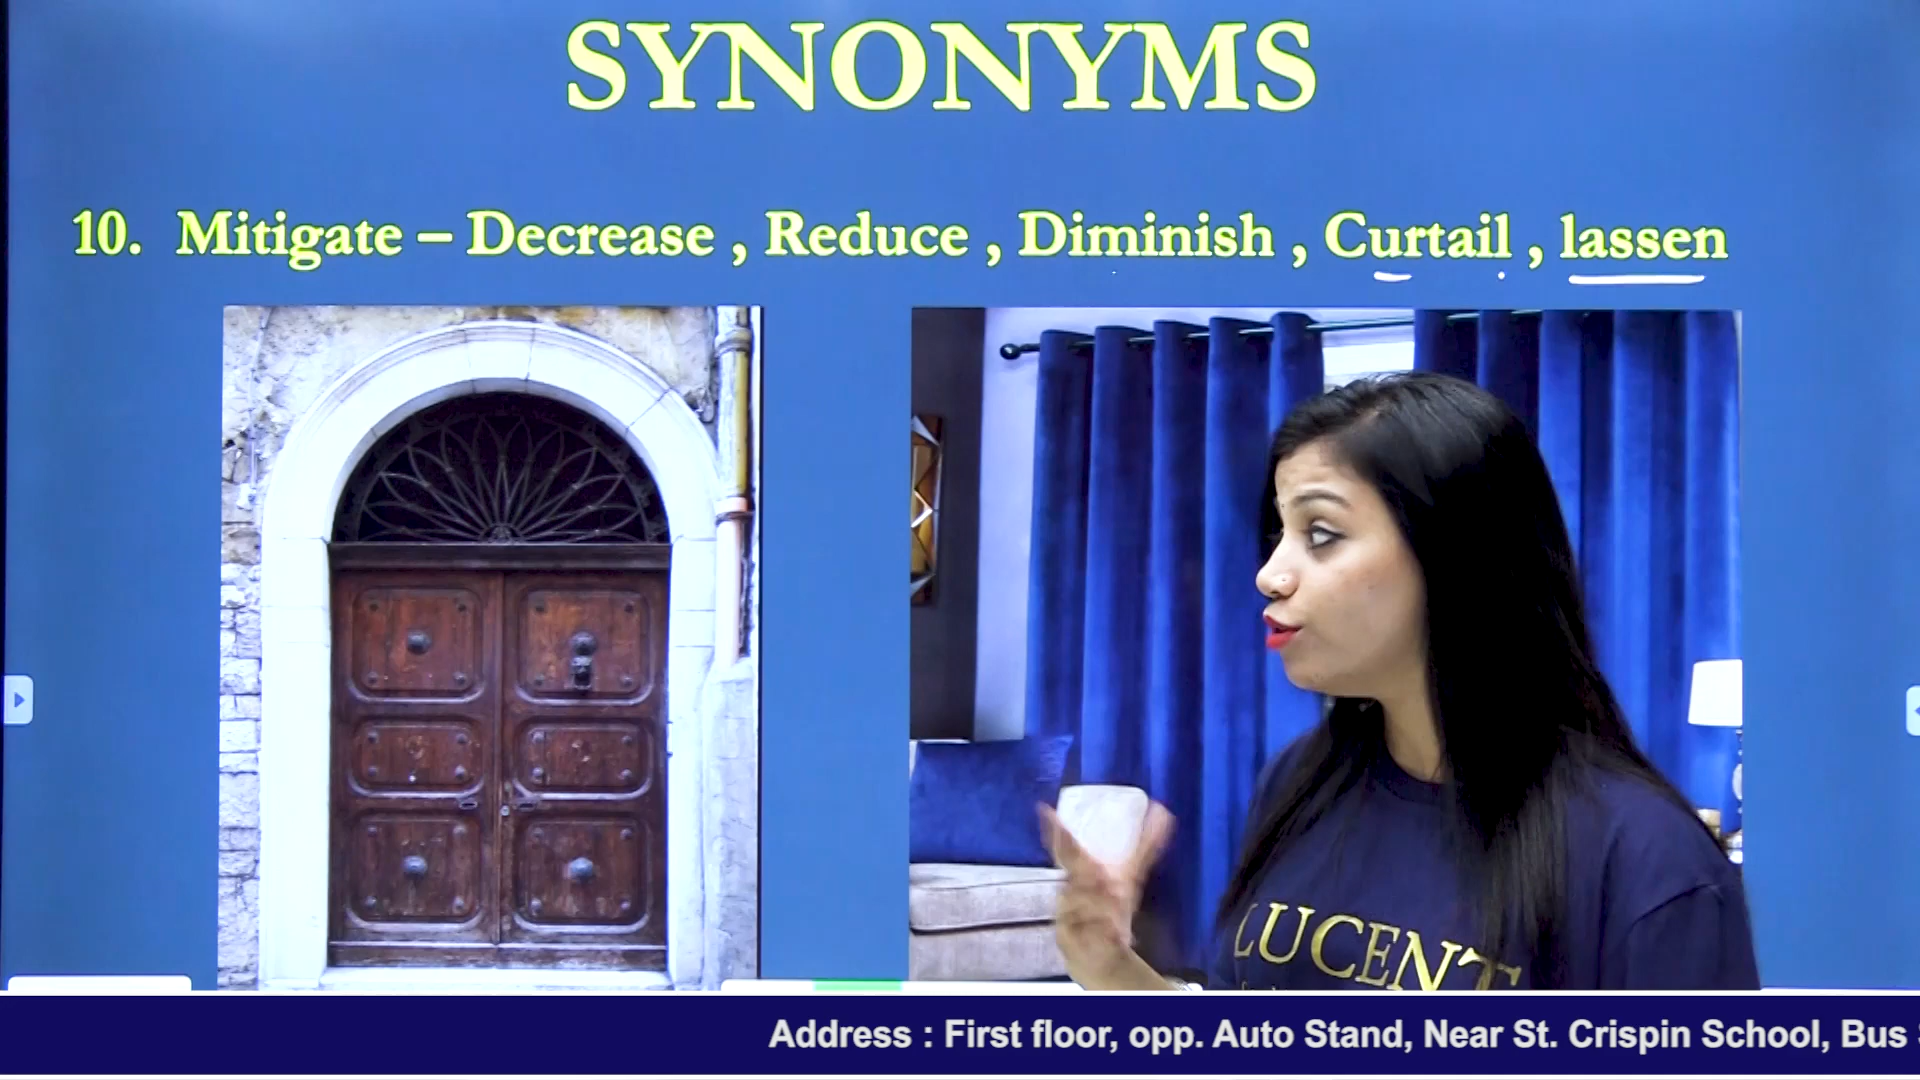 SYNONYMS
10. Mitigate – Decrease , Reduce , Diminish , Curtail , lassen
LUCENT
Address : First floor, opp. Auto Stand, Near St. Crispin School, Bus